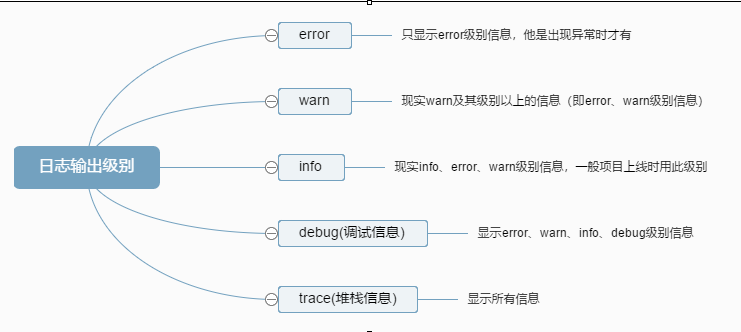 日志输出级别
error
只显示error级别信息，他是出现异常时才有
warn
现实warn及其级别以上的信息（即error、warn级别信息）
info
现实info、error、warn级别信息，一般项目上线时用此级别
debug(调试信息)
显示error、warn、info、debug级别信息
trace(堆栈信息)
显示所有信息